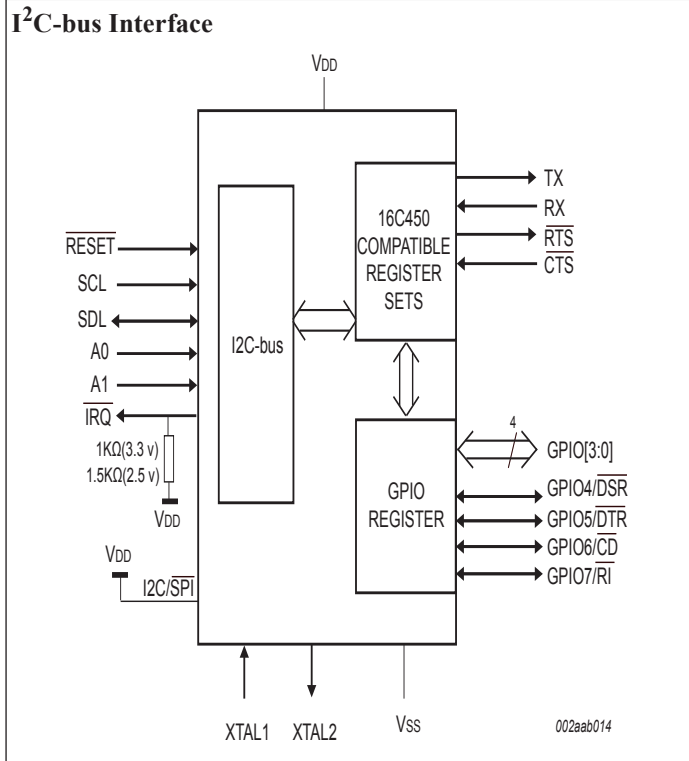 I²C-bus Interface
VDD
RESET
SCL
SDL
A0
A1
IRQ
1KΩ(3.3 v)
1.5KΩ(2.5 v)
VDD
VDD
I2C/SPI
I2C-bus
16C450
COMPATIBLE
REGISTER
SETS
TX
RX
RTS
CTS
GPIO
REGISTER
4
GPIO[3:0]
GPIO4/DSR
GPIO5/DTR
GPIO6/CD
GPIO7/RI
XTAL1 XTAL2 VSS
002aab014